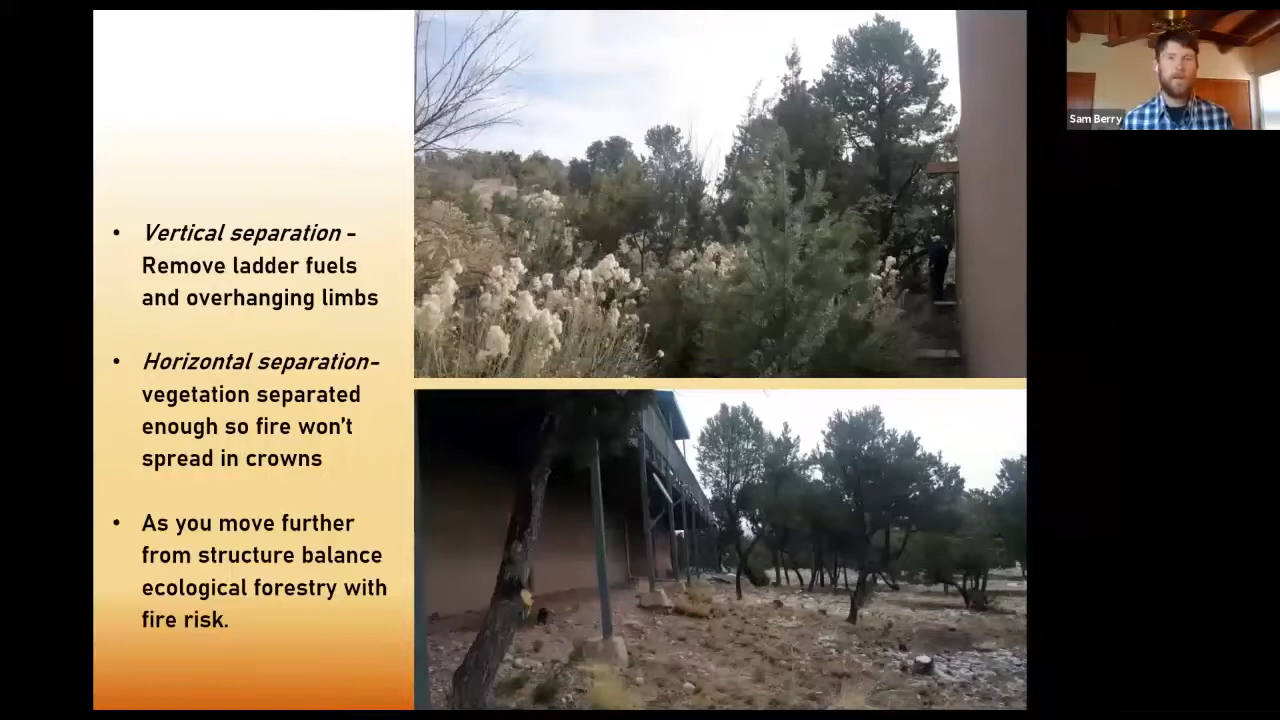 • Vertical separation -
Remove ladder fuels
and overhanging limbs
• Horizontal separation-
vegetation separated
enough so fire won't
spread in crowns
• As you move further
from structure balance
ecological forestry with
fire risk.
Sam Berry